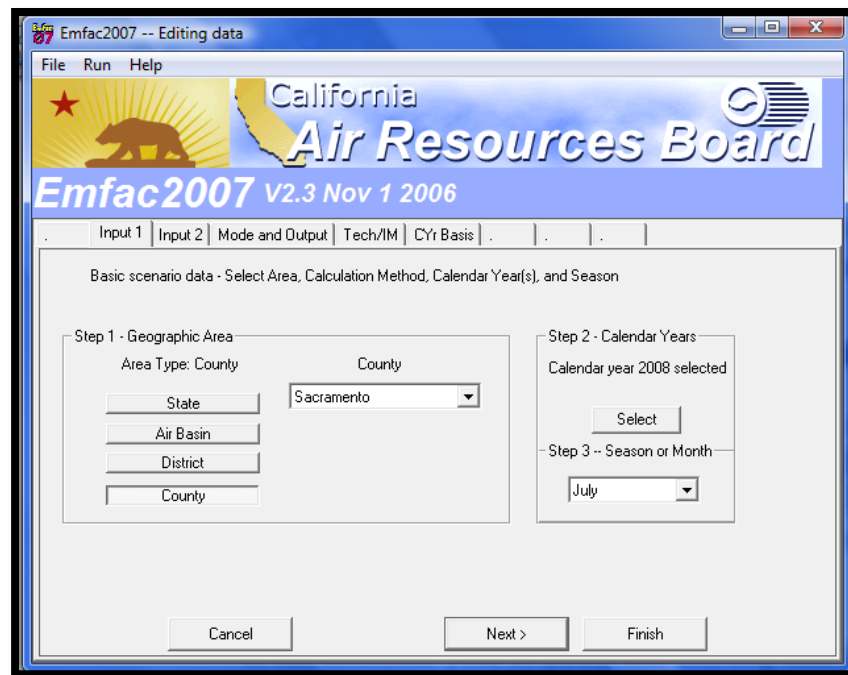 Emfac2007 -- Editing data
File Run Help
California
Air Resources Board
Emfac2007 V2.3 Nov 1 2006
. Input 1 Input 2 Mode and Output Tech/IM CYr Basis . . .
Basic scenario data - Select Area, Calculation Method, Calendar Year(s), and Season
Step 1 - Geographic Area
Area Type: County
County
State
Air Basin
District
County
Sacramento
Step 2 - Calendar Years
Calendar year 2008 selected
Select
Step 3 -- Season or Month
July
Cancel
Next >
Finish